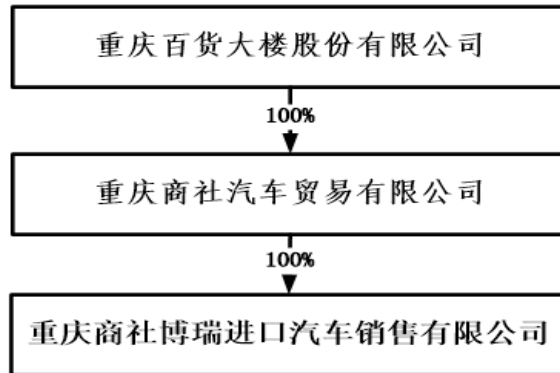 重庆百货大楼股份有限公司
100%
重庆商社汽车贸易有限公司
100%
重庆商社博瑞进口汽车销售有限公司